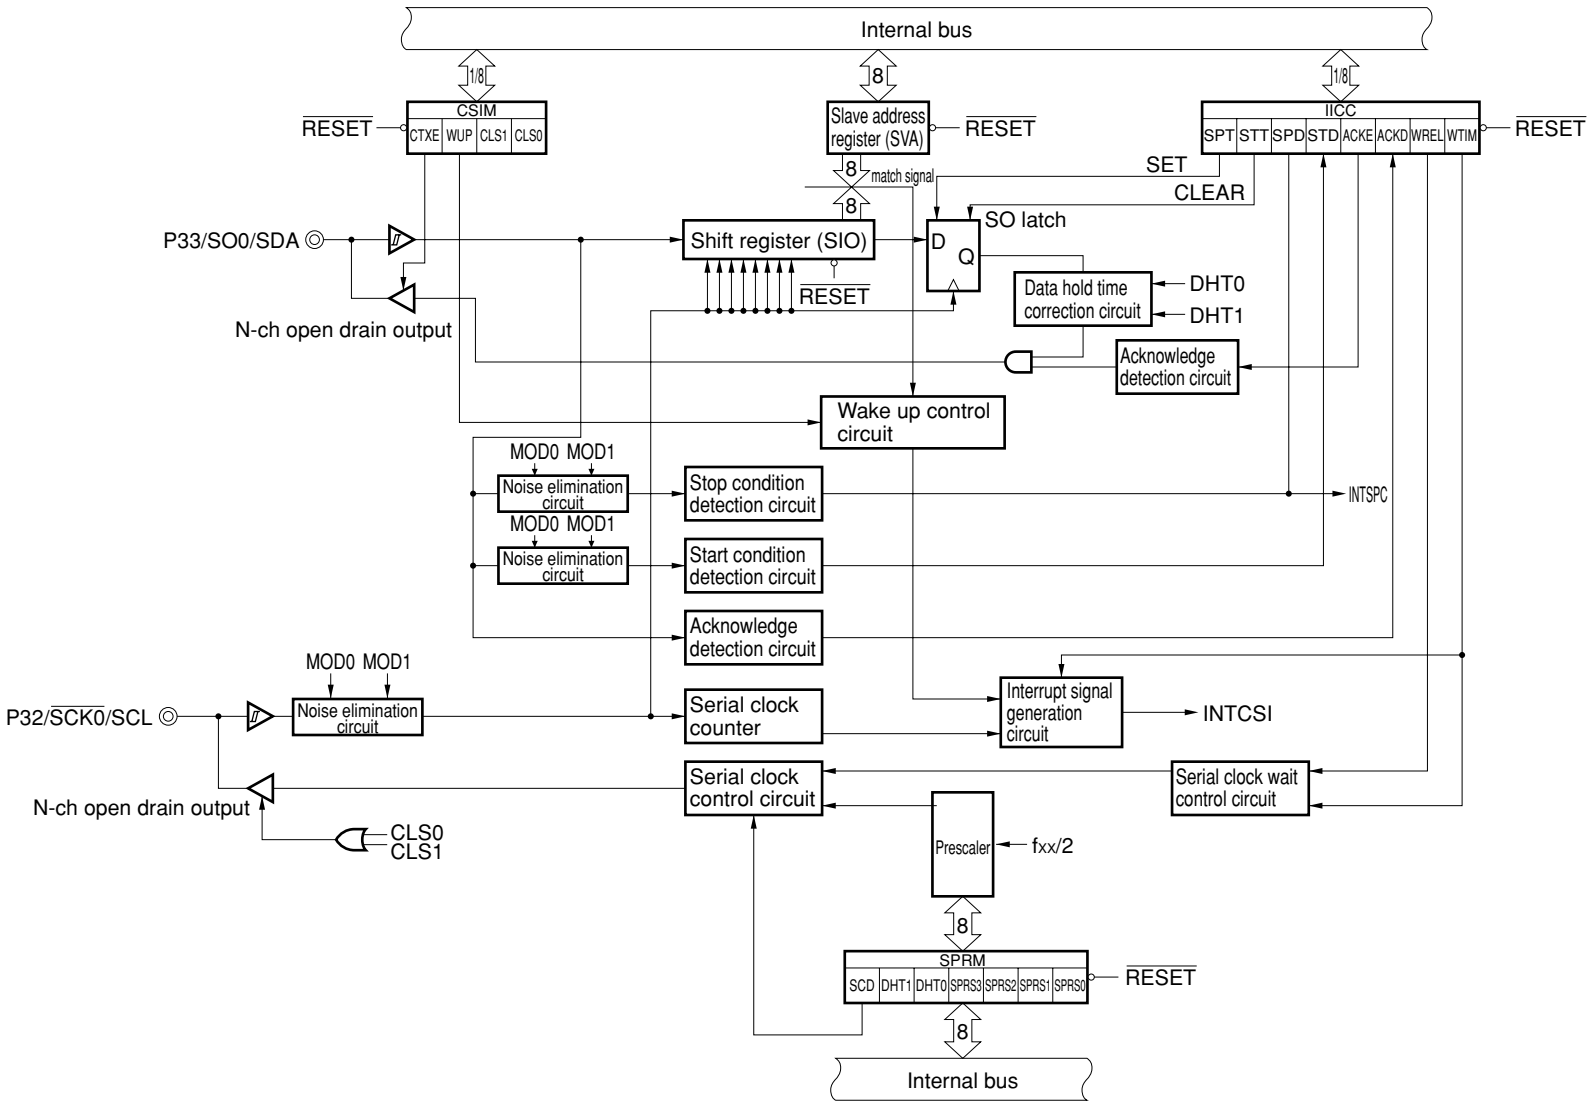 Internal bus
1/8
8
1/8
CSIM
CTXE WUP CLS1 CLS0
RESET
Slave address
register (SVA)
RESET
IICC
SPT STT SPD STD ACKE ACKD WREL WTIM
RESET
8
match signal
8
SET
CLEAR
P33/SO0/SDA
Shift register (SIO)
RESET
SO latch
D
Q
N-ch open drain output
Data hold time
correction circuit
DHT0
DHT1
Acknowledge
detection circuit
Wake up control
circuit
MOD0 MOD1
Noise elimination
circuit
Stop condition
detection circuit
INTSPC
MOD0 MOD1
Noise elimination
circuit
Start condition
detection circuit
Acknowledge
detection circuit
MOD0 MOD1
P32/SCK0/SCL
Noise elimination
circuit
Serial clock
counter
Interrupt signal
generation
circuit
INTCSI
N-ch open drain output
Serial clock
control circuit
Serial clock wait
control circuit
CLS0
CLS1
Prescaler
fxx/2
8
SPRM
SCD DHT1 DHT0 SPRS3 SPRS2 SPRS1 SPRS0
RESET
8
Internal bus